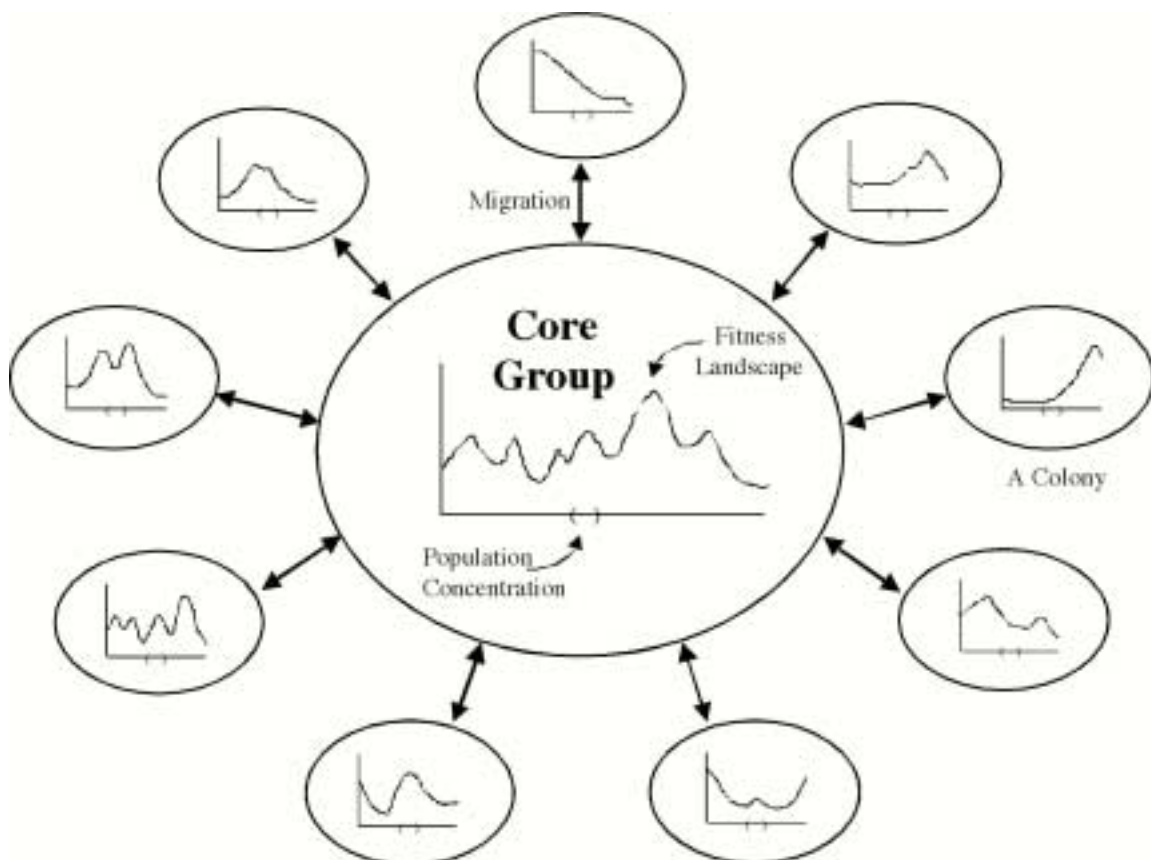 Migration
Core
Group
Fitness
Landscape
A Colony
Population
Concentration